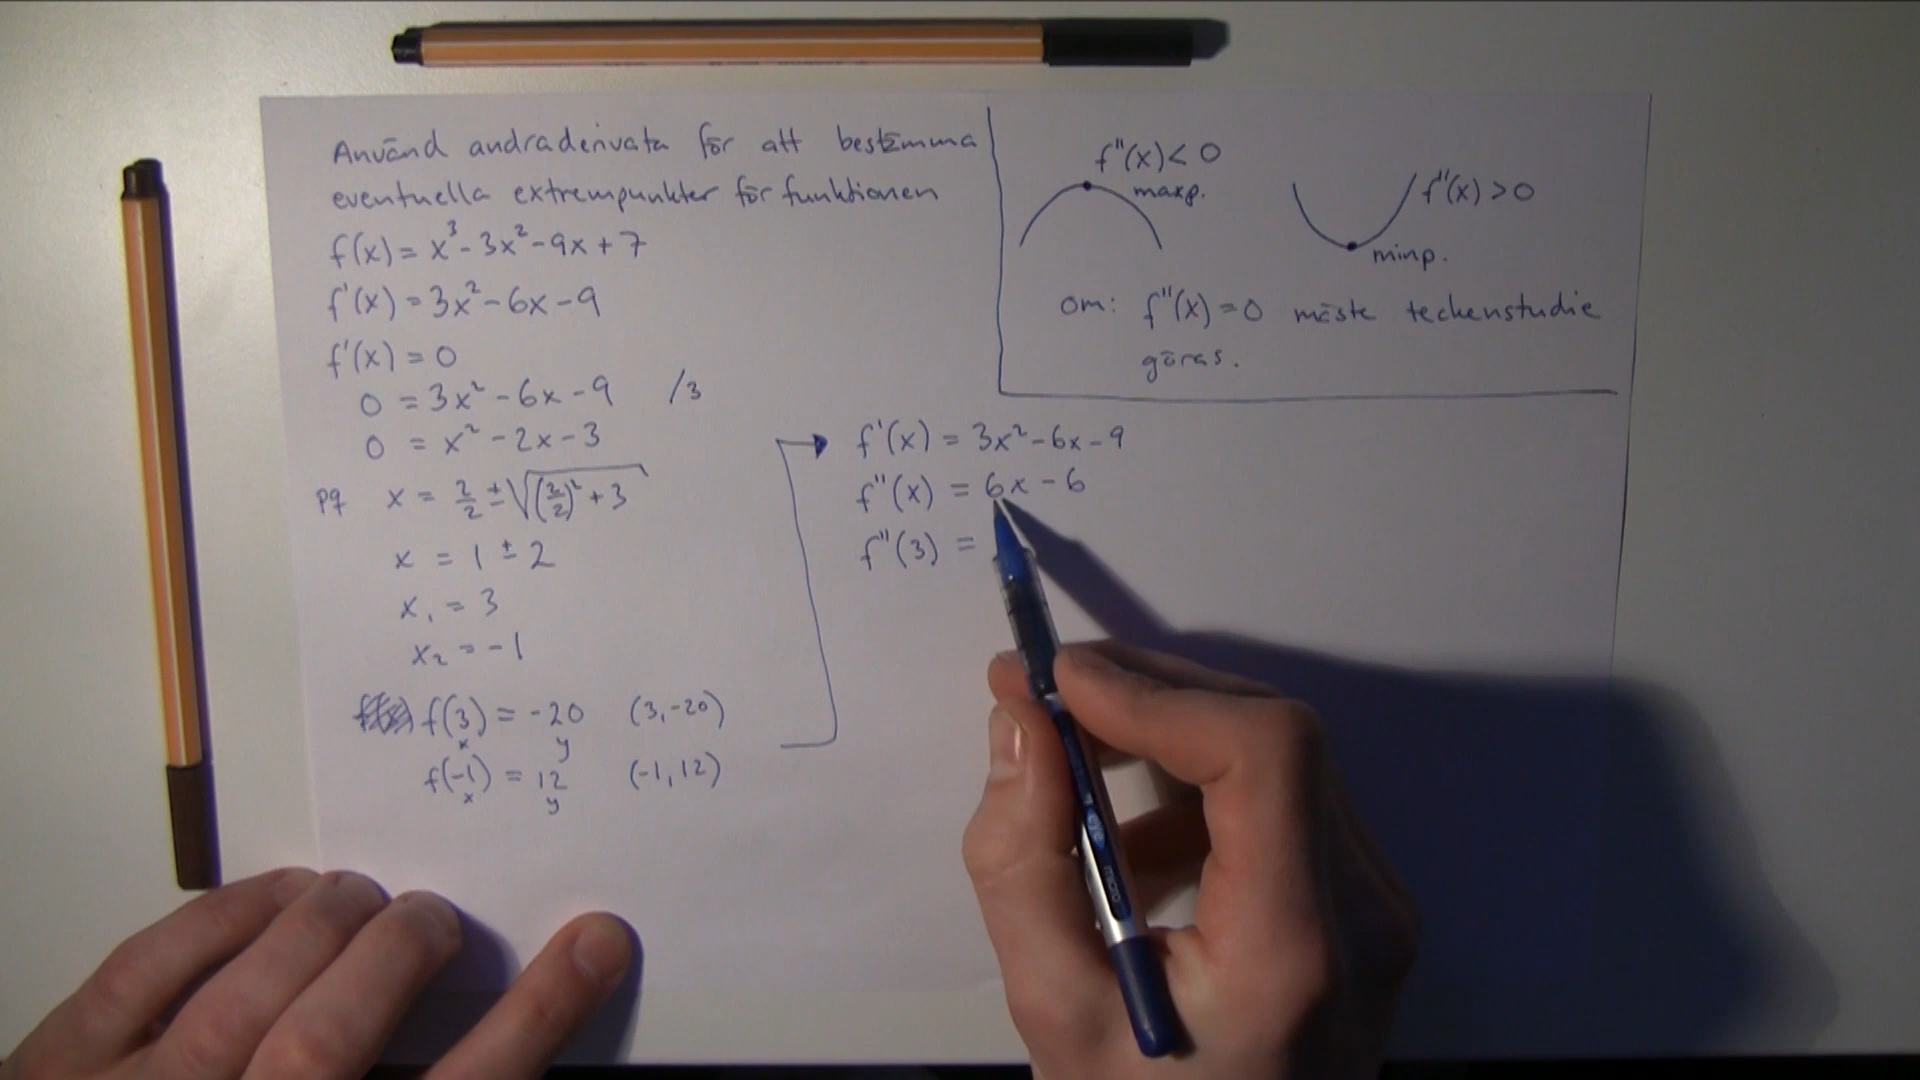 Använd andraderivata för att bestämma
eventuella extrempunkter för funktionen
f(x) = x³ - 3x² - 9x + 7
f'(x) = 3x² - 6x - 9
f'(x) = 0
0 = 3x² - 6x - 9 /3
0 = x² - 2x - 3
pq x = 2/2 ± √((2/2)² + 3
x = 1 ± 2
x₁ = 3
x₂ = -1
f(3) = -20 (3,-20)
x y
f(-1) = 12 (-1,12)
x y
f''(x) < 0
maxp.
f''(x) > 0
minp.
om: f''(x) = 0 måste teckenstudie
göras.
f'(x) = 3x² - 6x - 9
f''(x) = 6x - 6
f''(3) =
eye
micro